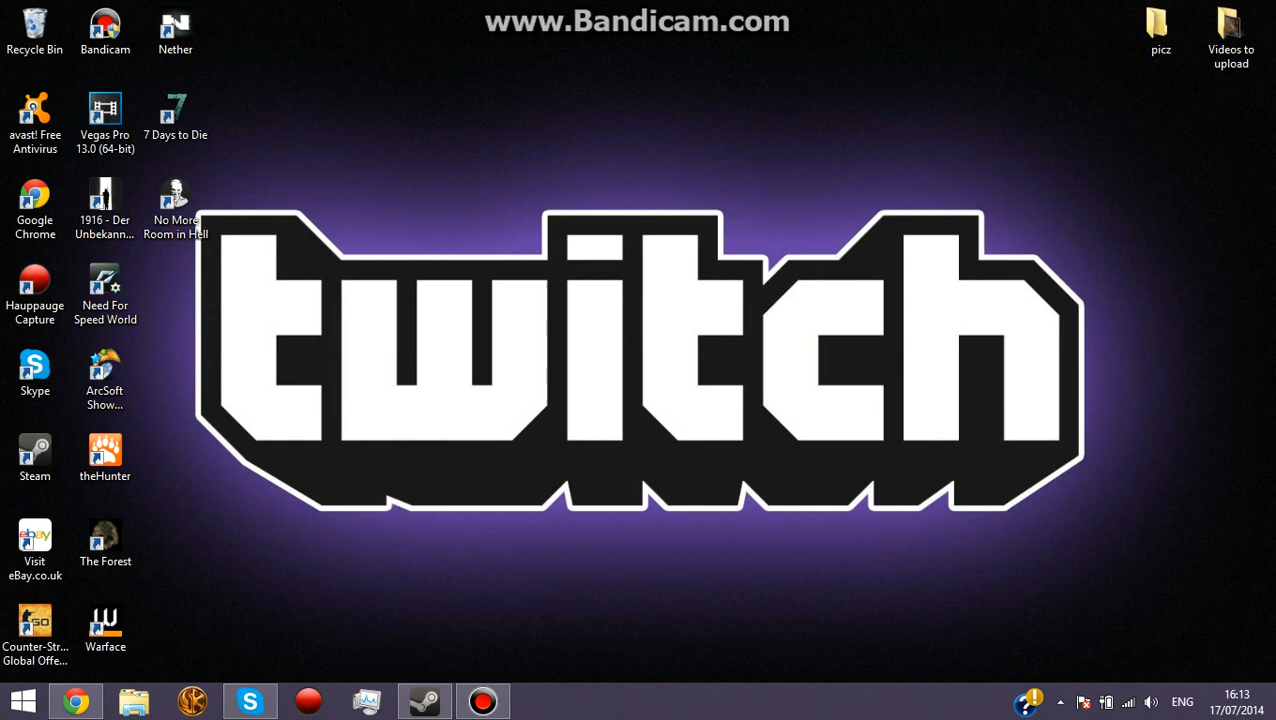 www.Bandicam.com
Recycle Bin
Bandicam
Nether
picz
Videos to
upload
avast! Free
Antivirus
Vegas Pro
13.0 (64-bit)
7 Days to Die
Google
Chrome
1916 - Der
Unbekann...
No More
Room in Hell
twitch
Hauppauge
Capture
Need For
Speed World
Skype
ArcSoft
Show...
Steam
theHunter
ebay
Visit
eBay.co.uk
The Forest
GO
Counter-Str...
Global Offe...
Warface
ENG
16:13
17/07/2014